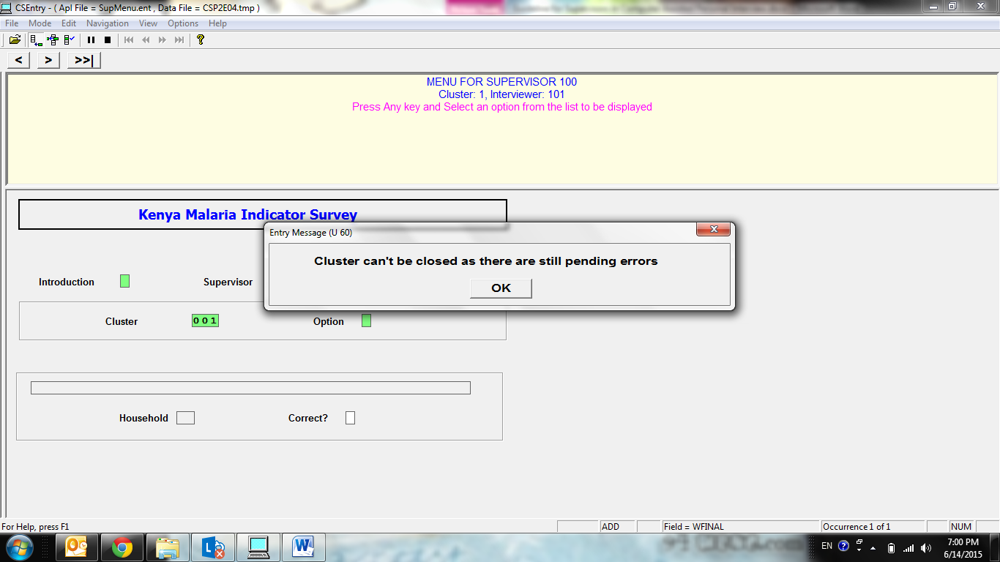 CSEntry - ( Apl File = SupMenu.ent , Data File = CSP2E04.tmp )
File Mode Edit Navigation View Options Help
< > >>|
MENU FOR SUPERVISOR 100
Cluster: 1, Interviewer: 101
Press Any key and Select an option from the list to be displayed
Kenya Malaria Indicator Survey
Entry Message (U 60)
Cluster can't be closed as there are still pending errors
OK
Introduction Supervisor
Cluster 001 Option
Household Correct?
For Help, press F1 ADD Field = WFINAL Occurrence 1 of 1 NUM
EN 7:00 PM
6/14/2015